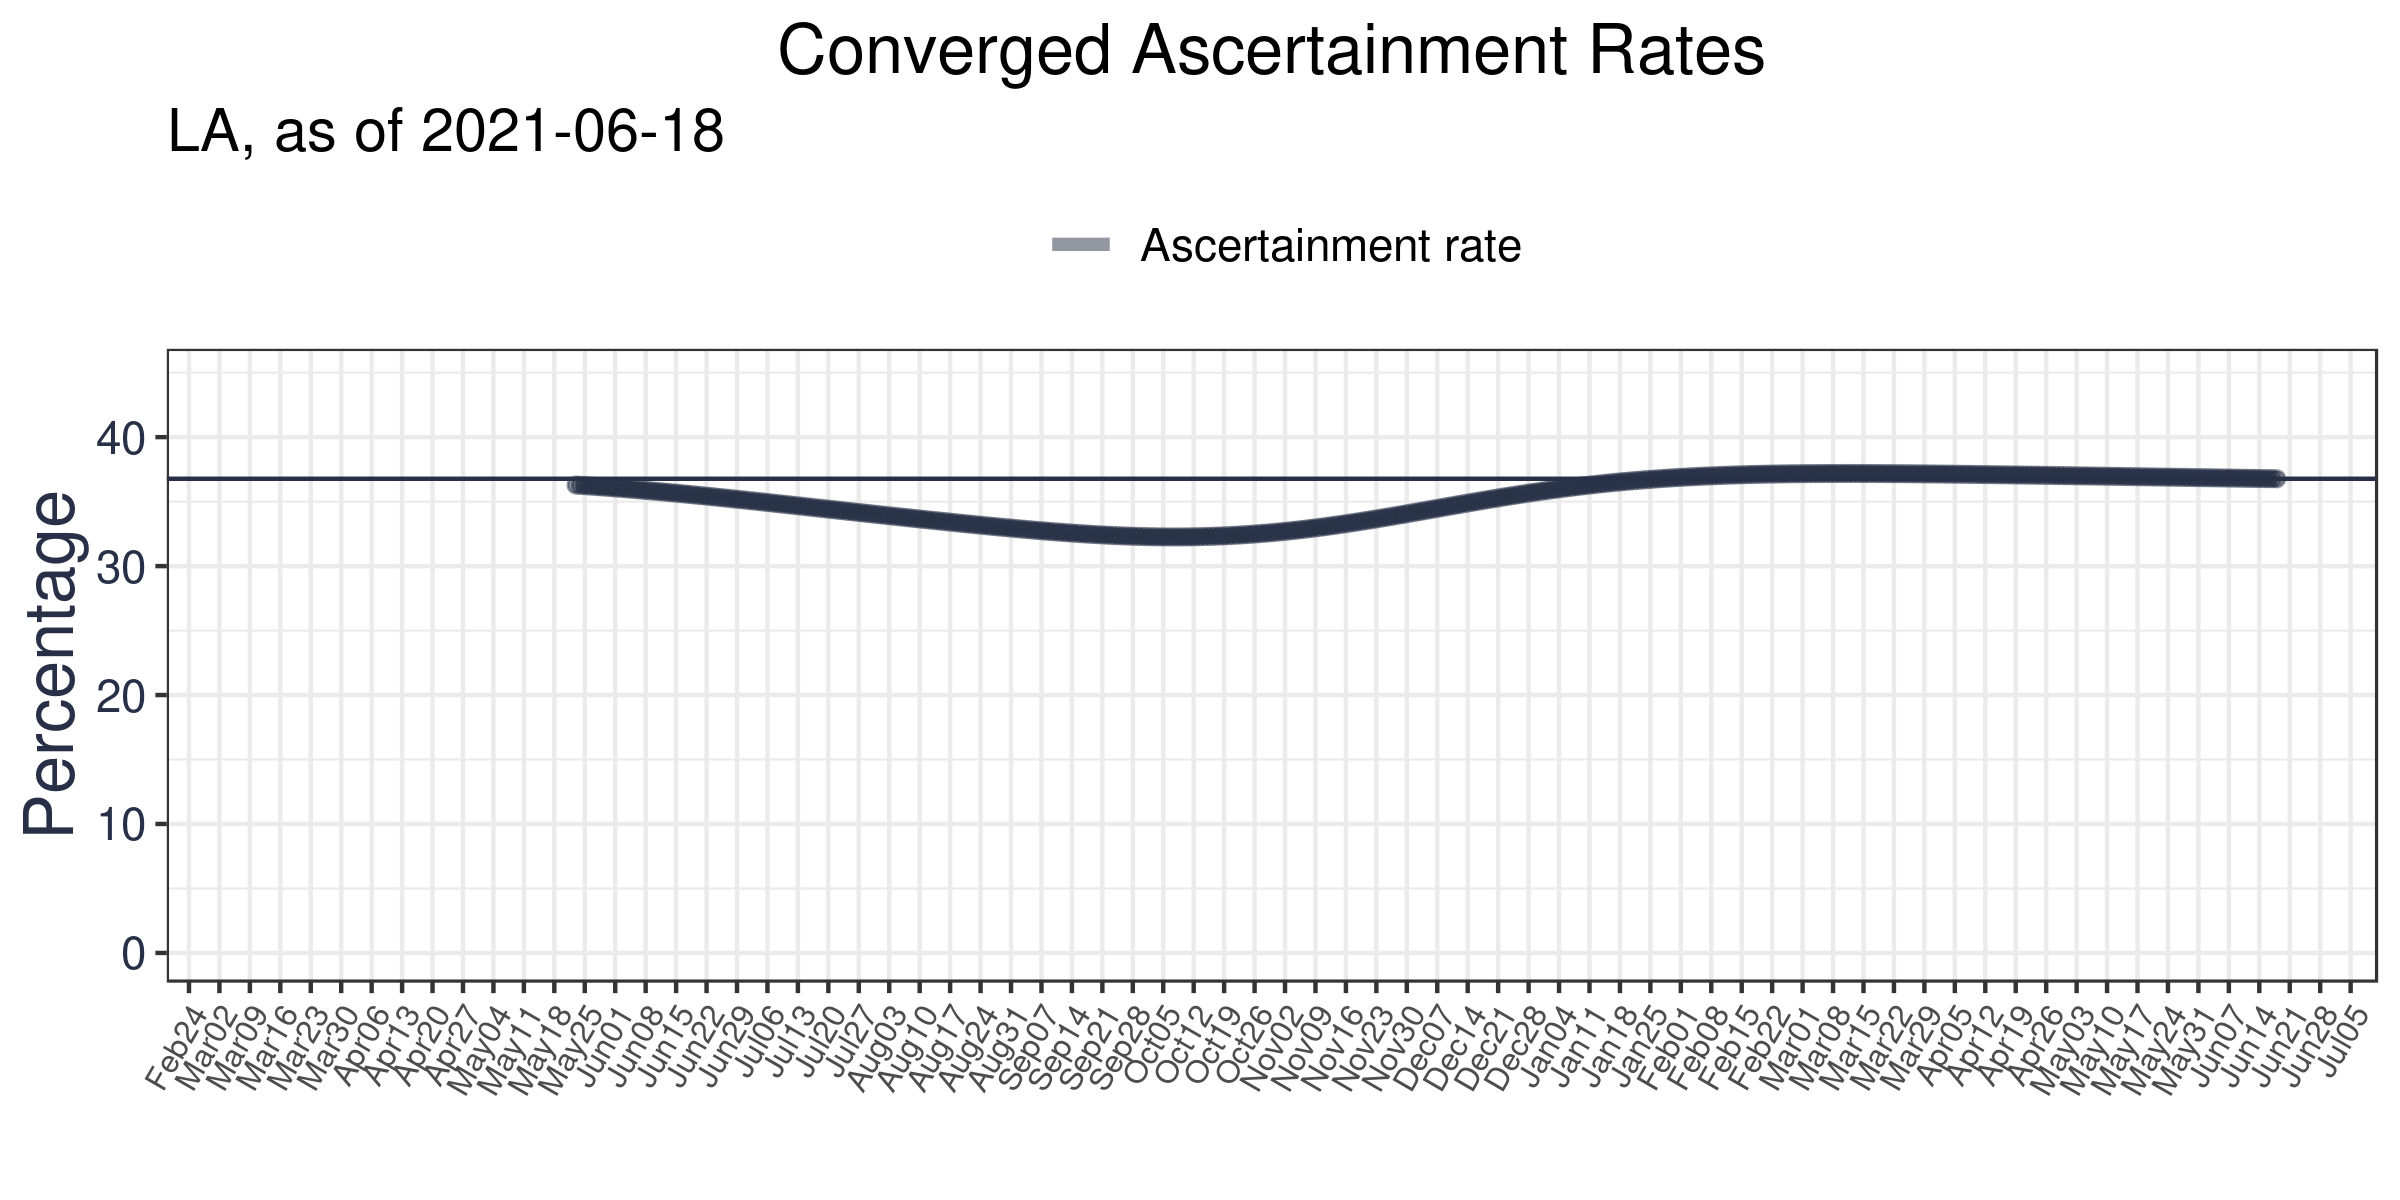 Converged Ascertainment Rates
LA, as of 2021-06-18
Ascertainment rate
Percentage
40
30
20
10
0
Feb24
Mar02
Mar09
Mar16
Mar23
Mar30
Apr06
Apr13
Apr20
Apr27
May04
May11
May18
May25
Jun01
Jun08
Jun15
Jun22
Jun29
Jul06
Jul13
Jul20
Jul27
Aug03
Aug10
Aug17
Aug24
Aug31
Sep07
Sep14
Sep21
Sep28
Oct05
Oct12
Oct19
Oct26
Nov02
Nov09
Nov16
Nov23
Nov30
Dec07
Dec14
Dec21
Dec28
Jan04
Jan11
Jan18
Jan25
Feb01
Feb08
Feb15
Feb22
Mar01
Mar08
Mar15
Mar22
Mar29
Apr05
Apr12
Apr19
Apr26
May03
May10
May17
May24
May31
Jun07
Jun14
Jun21
Jun28
Jul05